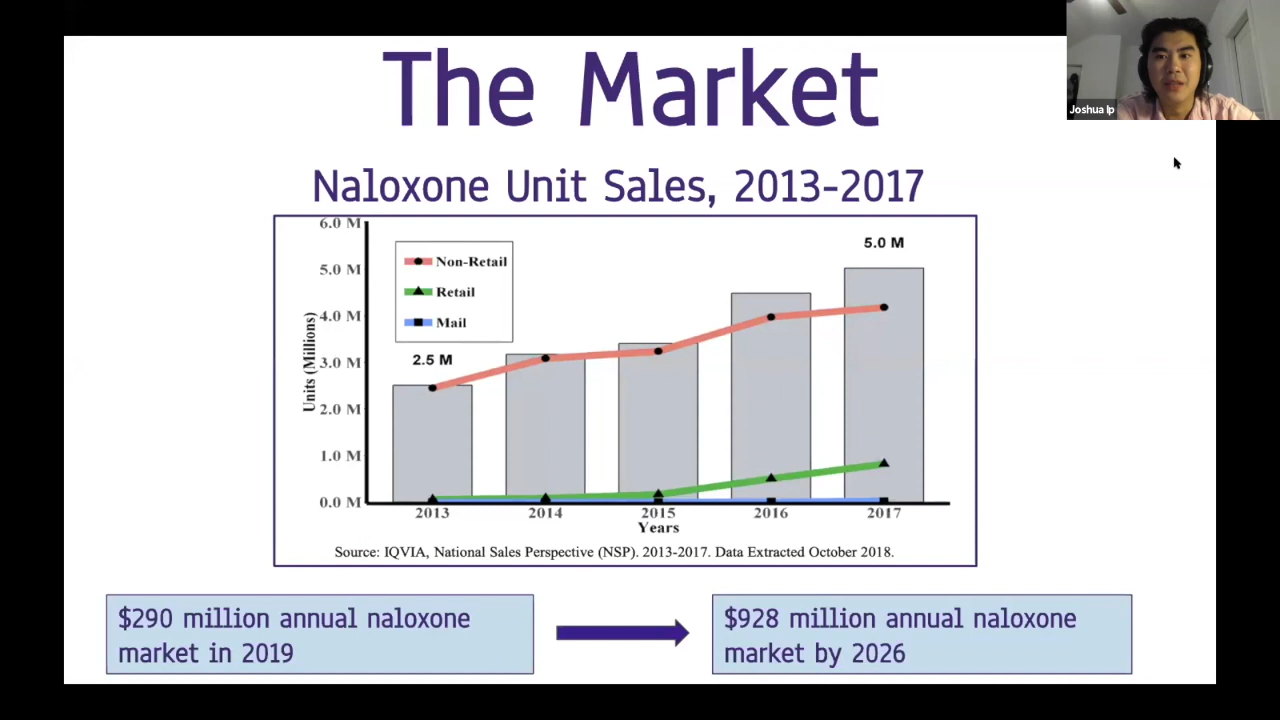 The Market
Joshua Ip
Naloxone Unit Sales, 2013-2017
6.0 M
5.0 M
4.0 M
3.0 M
2.0 M
1.0 M
0.0 M
Units (Millions)
Non-Retail
Retail
Mail
2.5 M
5.0 M
2013 2014 2015 2016 2017
Years
Source: IQVIA, National Sales Perspective (NSP). 2013-2017. Data Extracted October 2018.
$290 million annual naloxone
market in 2019
$928 million annual naloxone
market by 2026